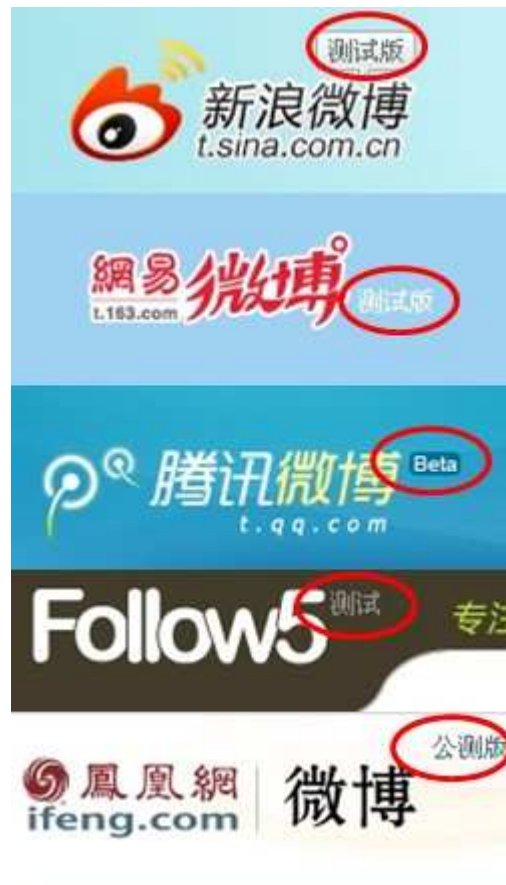 测试版
新浪微博
t.sina.com.cn
網易 微博
t.163.com
测试版
腾讯微博 Beta
t.qq.com
Follow5 测试 专注
公测版
鳳凰網 微博
ifeng.com